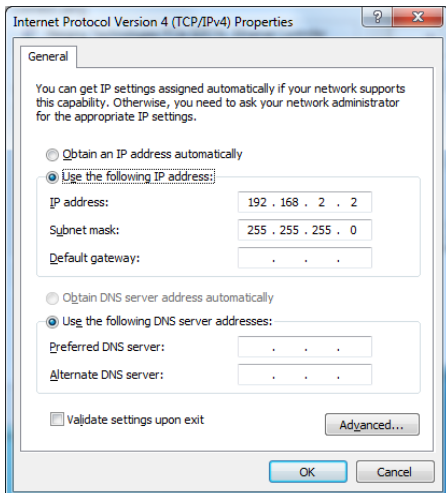 Internet Protocol Version 4 (TCP/IPv4) Properties
General
You can get IP settings assigned automatically if your network supports
this capability. Otherwise, you need to ask your network administrator
for the appropriate IP settings.
Obtain an IP address automatically
Use the following IP address:
IP address: 192 . 168 . 2 . 2
Subnet mask: 255 . 255 . 255 . 0
Default gateway: . . .
Obtain DNS server address automatically
Use the following DNS server addresses:
Preferred DNS server: . . .
Alternate DNS server: . . .
Validate settings upon exit
Advanced...
OK Cancel